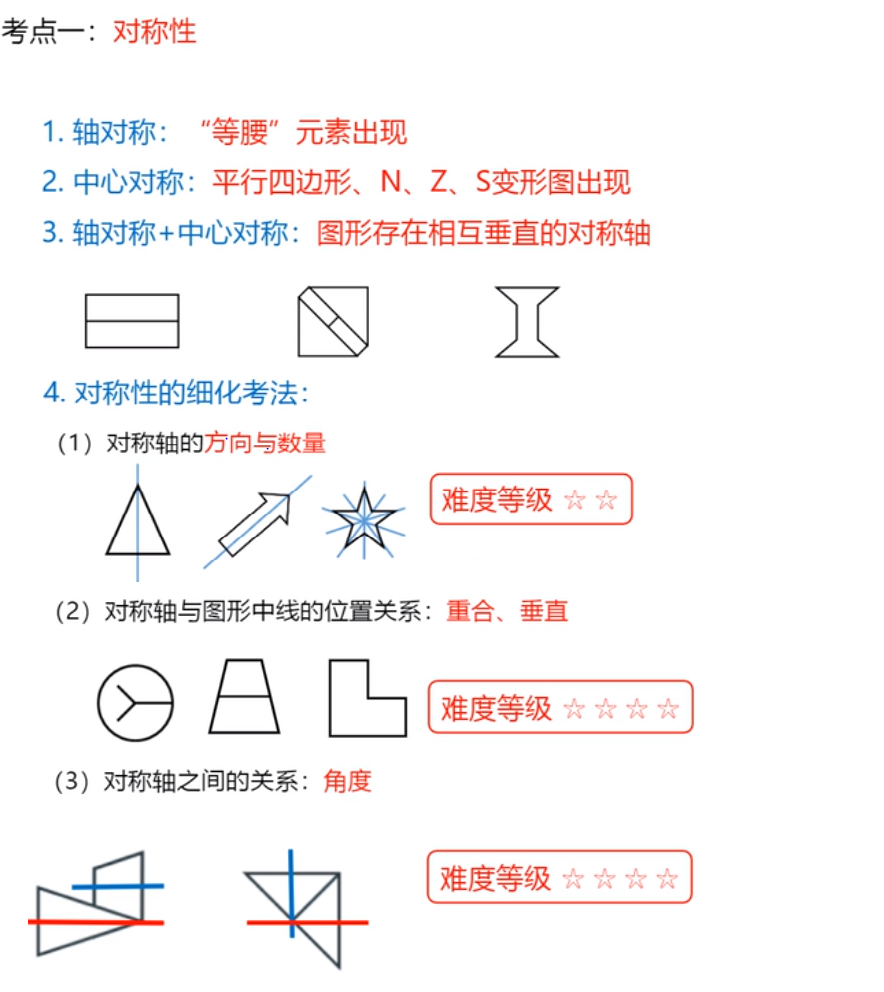 考点一：对称性
1. 轴对称：“等腰”元素出现
2. 中心对称：平行四边形、N、Z、S变形图出现
3. 轴对称+中心对称：图形存在相互垂直的对称轴
4. 对称性的细化考法：
（1）对称轴的方向与数量
难度等级 ☆ ☆
（2）对称轴与图形中线的位置关系：重合、垂直
难度等级 ☆ ☆ ☆ ☆
（3）对称轴之间的关系：角度
难度等级 ☆ ☆ ☆ ☆